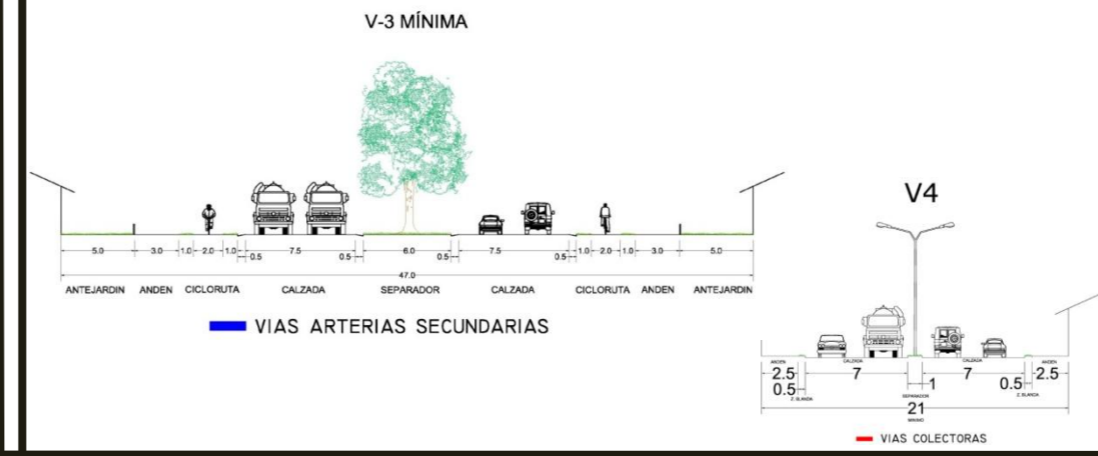 V-3 MÍNIMA
5.0 3.0 1.0 2.0 1.0 7.5 6.0 7.5 1.0 2.0 1.0 3.0 5.0
0.5 0.5 0.5 0.5
47.0
ANTEJARDIN ANDEN CICLORUTA CALZADA SEPARADOR CALZADA CICLORUTA ANDEN ANTEJARDIN
VIAS ARTERIAS SECUNDARIAS
V4
ANDEN CALZADA CALZADA ANDEN
2.5 7 7 2.5
0.5 1 0.5
Z. BLANDA SEPARADOR Z. BLANDA
21
MINIMO
VIAS COLECTORAS